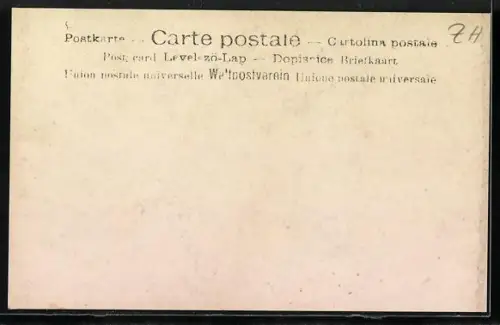 Postkarte -- Carte postale -- Cartolina postale
Post card Levelező-Lap -- Dopisnice Briefkaart
Union postale universelle Weltpostverein Unione postale universale
ZH